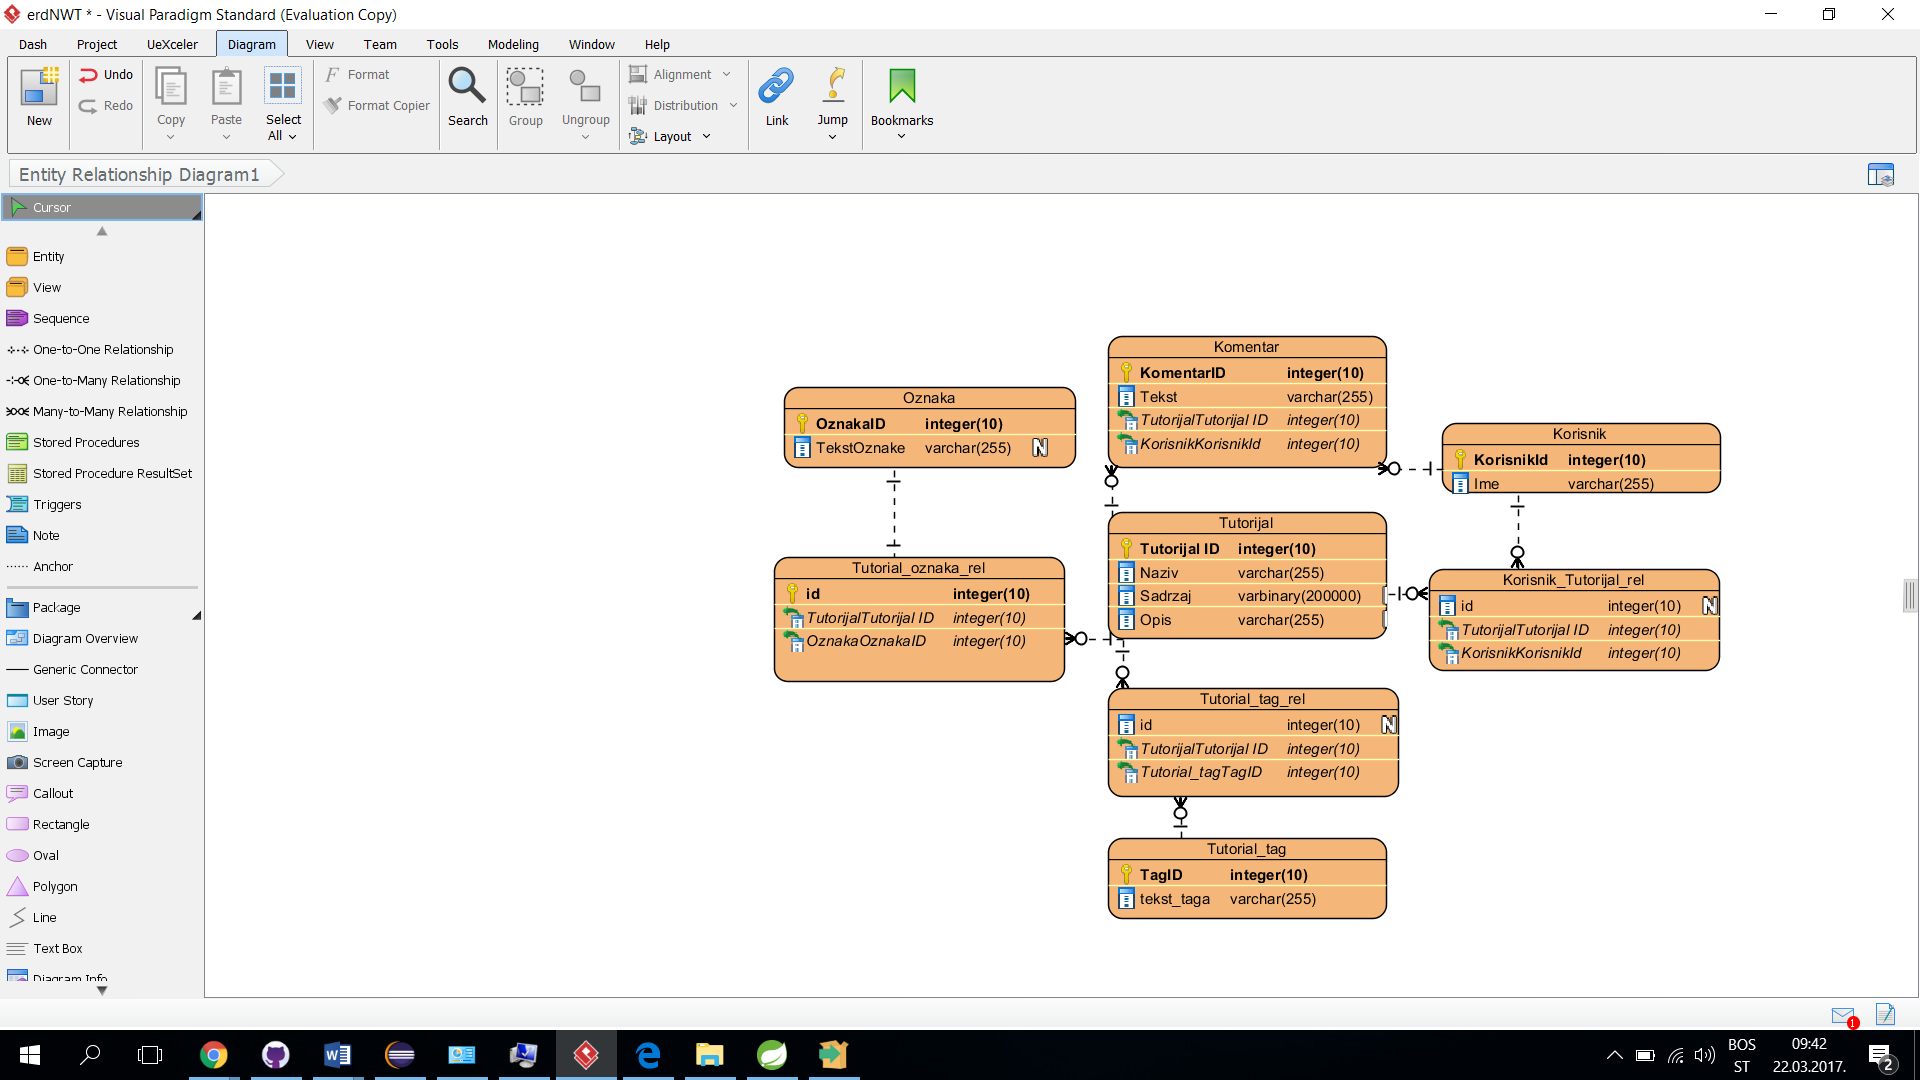 erdNWT * - Visual Paradigm Standard (Evaluation Copy)
Dash Project UeXceler Diagram View Team Tools Modeling Window Help
New
Undo
Redo
Copy
Paste
Select
All
Format
Format Copier
Search
Group
Ungroup
Alignment
Distribution
Layout
Link
Jump
Bookmarks
Entity Relationship Diagram1
Cursor
Entity
View
Sequence
One-to-One Relationship
One-to-Many Relationship
Many-to-Many Relationship
Stored Procedures
Stored Procedure ResultSet
Triggers
Note
Anchor
Package
Diagram Overview
Generic Connector
User Story
Image
Screen Capture
Callout
Rectangle
Oval
Polygon
Line
Text Box
Diagram Info
Komentar
KomentarID integer(10)
Tekst varchar(255)
TutorijalTutorijal ID integer(10)
KorisnikKorisnikId integer(10)
Oznaka
OznakaID integer(10)
TekstOznake varchar(255) N
Korisnik
KorisnikId integer(10)
Ime varchar(255)
Tutorijal
Tutorijal ID integer(10)
Naziv varchar(255)
Sadrzaj varbinary(200000)
Opis varchar(255)
Tutorial_oznaka_rel
id integer(10)
TutorijalTutorijal ID integer(10)
OznakaOznakaID integer(10)
Korisnik_Tutorijal_rel
id integer(10) N
TutorijalTutorijal ID integer(10)
KorisnikKorisnikId integer(10)
Tutorial_tag_rel
id integer(10) N
TutorijalTutorijal ID integer(10)
Tutorial_tagTagID integer(10)
Tutorial_tag
TagID integer(10)
tekst_taga varchar(255)
1
BOS
ST
09:42
22.03.2017.
2